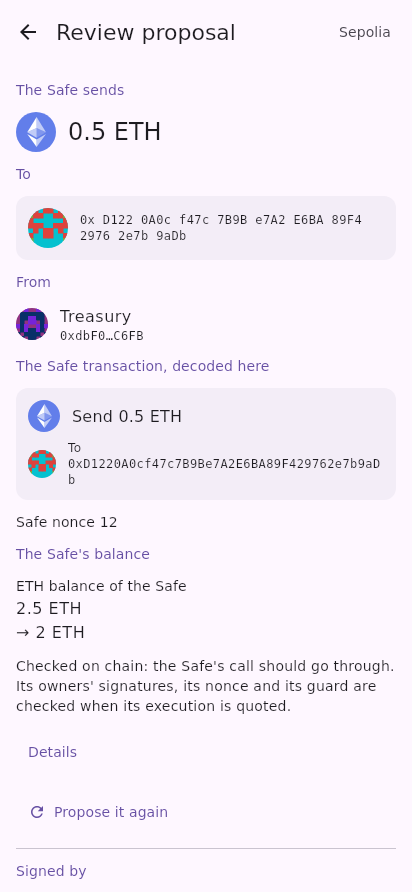 Review proposal
Sepolia
The Safe sends
0.5 ETH
To
0x D122 0A0c f47c 7B9B e7A2 E6BA 89F4
2976 2e7b 9aDb
From
Treasury
0xdbF0…C6FB
The Safe transaction, decoded here
Send 0.5 ETH
To
0xD1220A0cf47c7B9Be7A2E6BA89F429762e7b9aD
b
Safe nonce 12
The Safe's balance
ETH balance of the Safe
2.5 ETH
→ 2 ETH
Checked on chain: the Safe's call should go through.
Its owners' signatures, its nonce and its guard are
checked when its execution is quoted.
Details
Propose it again
Signed by